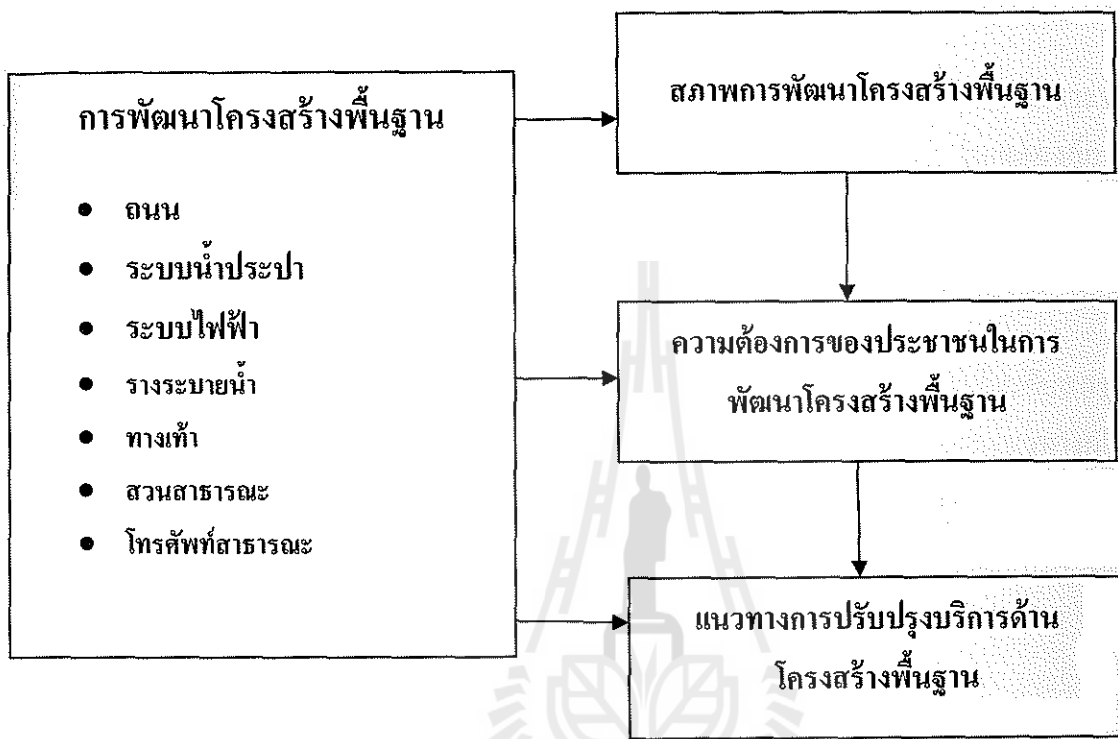 การพัฒนาโครงสร้างพื้นฐาน
● ถนน
● ระบบน้ำประปา
● ระบบไฟฟ้า
● รางระบายน้ำ
● ทางเท้า
● สวนสาธารณะ
● โทรศัพท์สาธารณะ
สภาพการพัฒนาโครงสร้างพื้นฐาน
ความต้องการของประชาชนในการ
พัฒนาโครงสร้างพื้นฐาน
แนวทางการปรับปรุงบริการด้าน
โครงสร้างพื้นฐาน